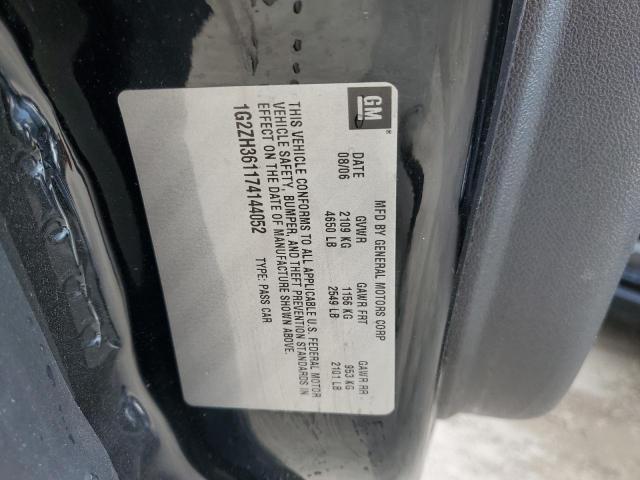 GM®
MFD BY GENERAL MOTORS CORP
DATE GVWR GAWR FRT GAWR RR
08/06 2109 KG 1156 KG 953 KG
4650 LB 2549 LB 2101 LB
THIS VEHICLE CONFORMS TO ALL APPLICABLE U.S. FEDERAL MOTOR
VEHICLE SAFETY, BUMPER, AND THEFT PREVENTION STANDARDS IN
EFFECT ON THE DATE OF MANUFACTURE SHOWN ABOVE.
1G2ZH361174144052 TYPE: PASS CAR